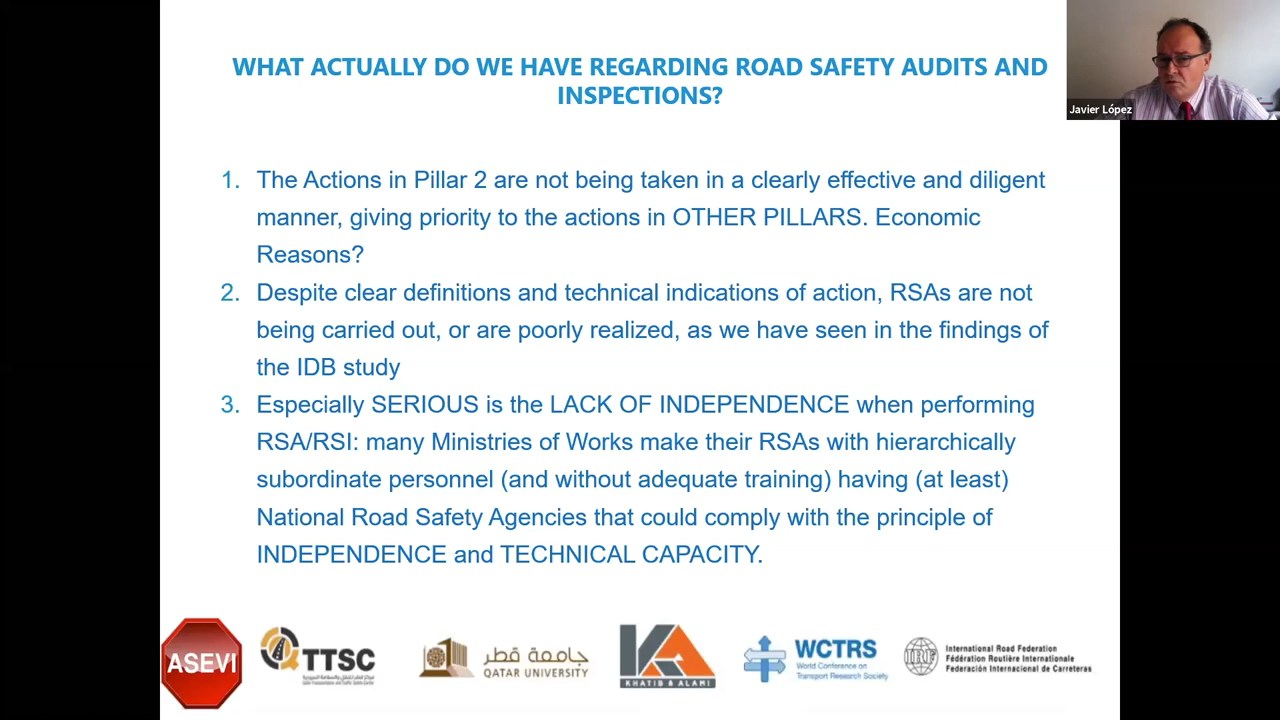 WHAT ACTUALLY DO WE HAVE REGARDING ROAD SAFETY AUDITS AND
INSPECTIONS?
Javier López
1. The Actions in Pillar 2 are not being taken in a clearly effective and diligent
manner, giving priority to the actions in OTHER PILLARS. Economic
Reasons?
2. Despite clear definitions and technical indications of action, RSAs are not
being carried out, or are poorly realized, as we have seen in the findings of
the IDB study
3. Especially SERIOUS is the LACK OF INDEPENDENCE when performing
RSA/RSI: many Ministries of Works make their RSAs with hierarchically
subordinate personnel (and without adequate training) having (at least)
National Road Safety Agencies that could comply with the principle of
INDEPENDENCE and TECHNICAL CAPACITY.
ASEVI
TTSC
جامعة قطر
QATAR UNIVERSITY
KHATIB & ALAMI
WCTRS
World Conference on
Transport Research Society
IRF
International Road Federation
Fédération Routière Internationale
Federación Internacional de Carreteras